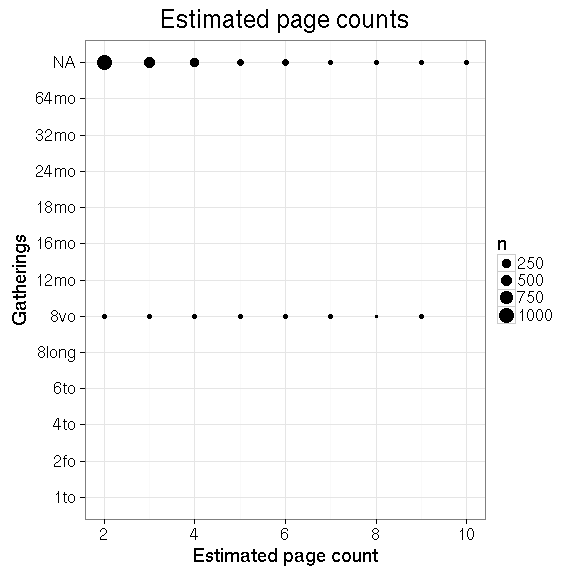 Estimated page counts
Gatherings
NA
64mo
32mo
24mo
18mo
16mo
12mo
8vo
8long
6to
4to
2fo
1to
2 4 6 8 10
Estimated page count
n
250
500
750
1000